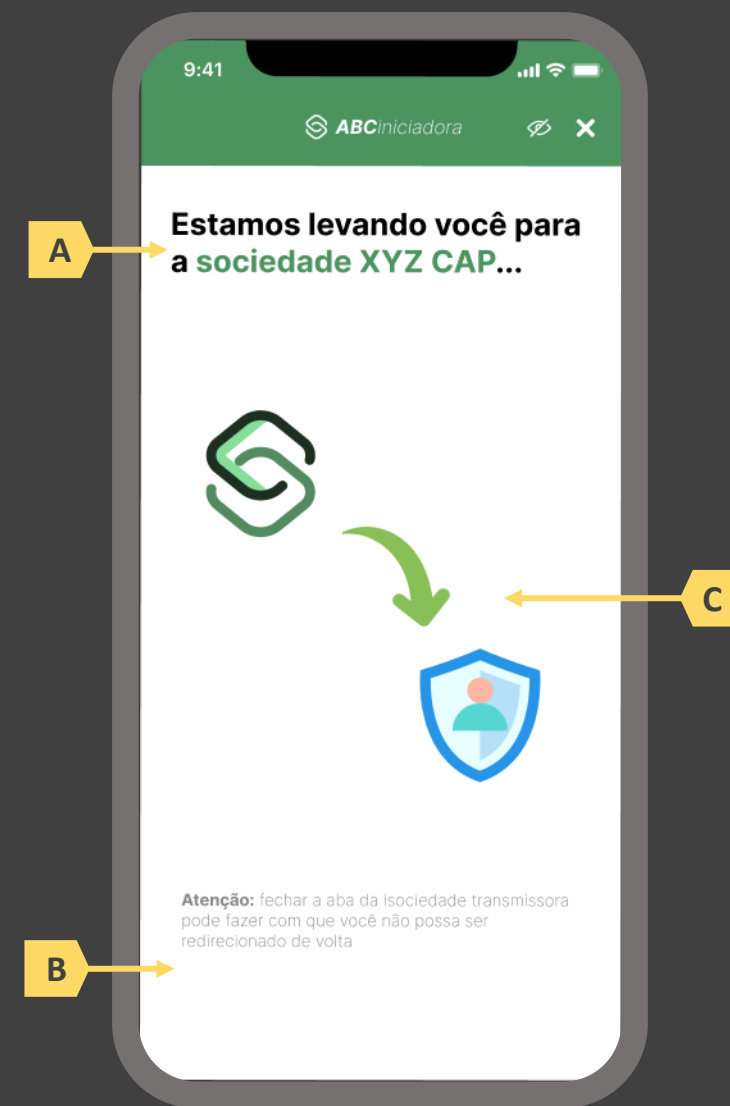 9:41
ABCiniciadora
A
Estamos levando você para
a sociedade XYZ CAP...
C
Atenção: fechar a aba da isociedade transmissora
pode fazer com que você não possa ser
redirecionado de volta
B